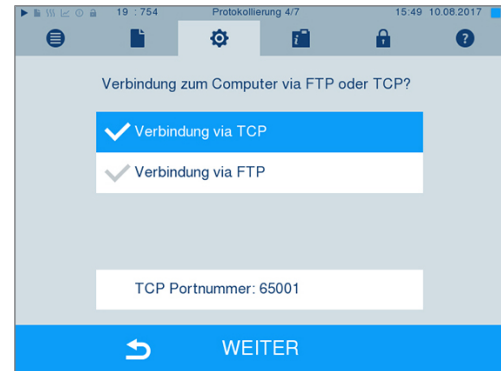 19 : 754 Protokollierung 4/7 15:49 10.08.2017
Verbindung zum Computer via FTP oder TCP?
Verbindung via TCP
Verbindung via FTP
TCP Portnummer: 65001
WEITER